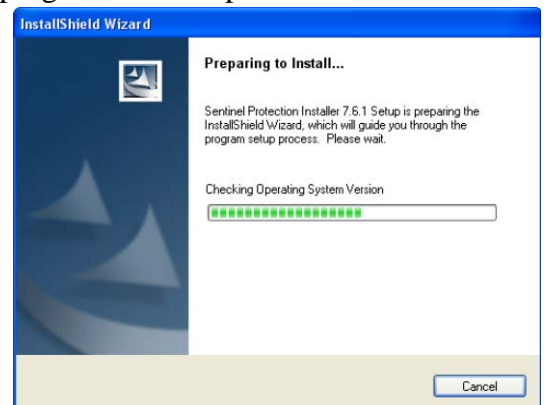 InstallShield Wizard
Preparing to Install...
Sentinel Protection Installer 7.6.1 Setup is preparing the
InstallShield Wizard, which will guide you through the
program setup process. Please wait.
Checking Operating System Version
Cancel